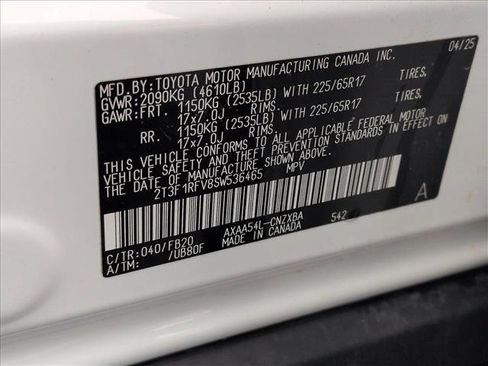 MFD.BY:TOYOTA MOTOR MANUFACTURING CANADA INC. 04/25
GVWR:2090KG (4610LB)
GAWR:FRT. 1150KG (2535LB) WITH 225/65R17 TIRES.
17x7.0J RIMS.
RR. 1150KG (2535LB) WITH 225/65R17 TIRES.
17x7.0J RIMS.
THIS VEHICLE CONFORMS TO ALL APPLICABLE FEDERAL MOTOR
VEHICLE SAFETY STANDARDS IN EFFECT ON THE
DATE OF MANUFACTURE SHOWN ABOVE.
2T3F1RFV8SW536465 MPV
A
C/TR:040/FB20 AXAA54L-CNZXBA 542
A/TM: /UB80F MADE IN CANADA